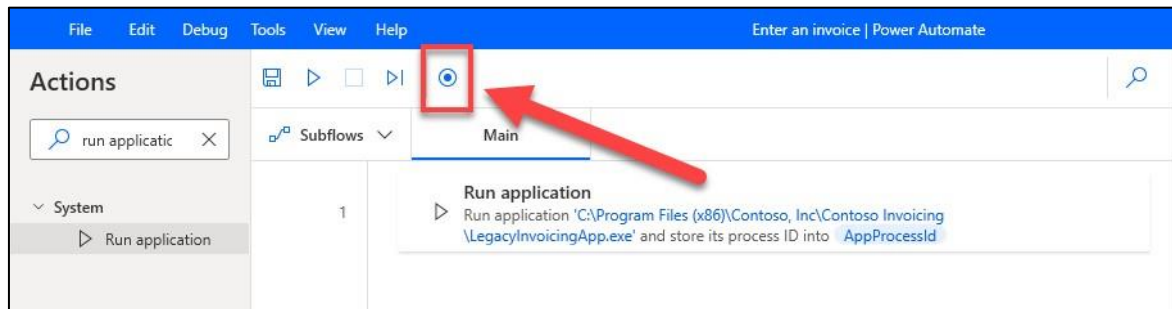 File Edit Debug Tools View Help Enter an invoice | Power Automate
Actions
run applicatic
Subflows
Main
System
Run application
1
Run application
Run application 'C:\Program Files (x86)\Contoso, Inc\Contoso Invoicing
\LegacyInvoicingApp.exe' and store its process ID into AppProcessId